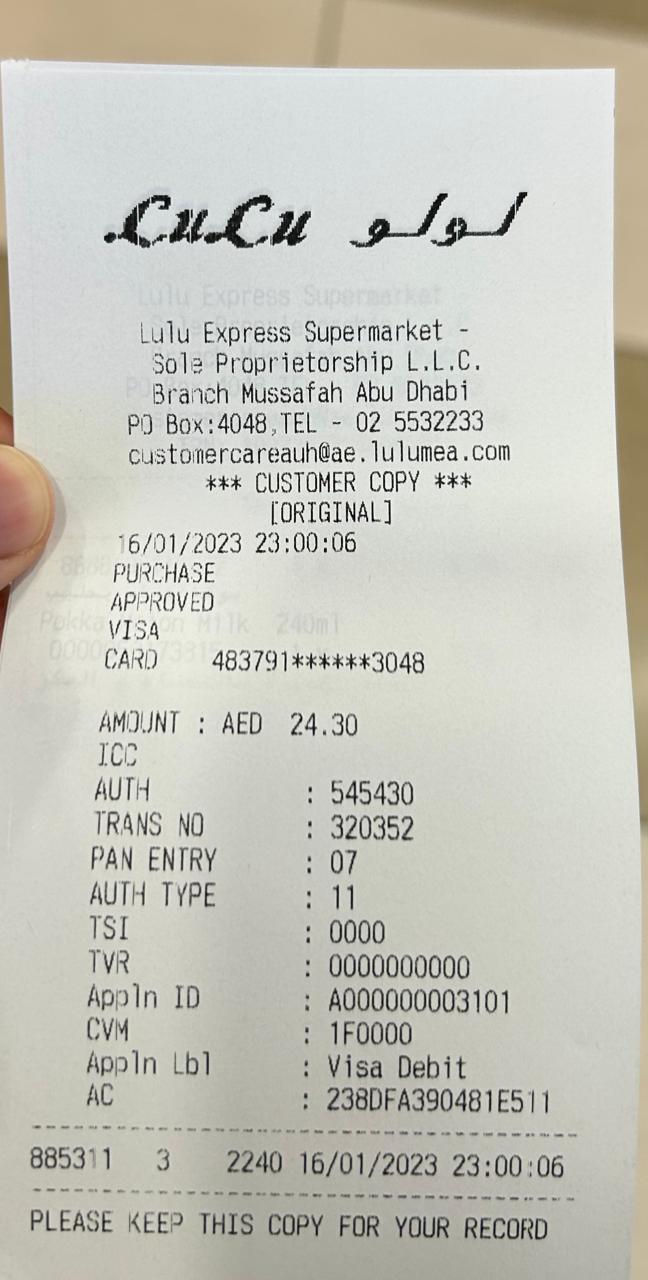 LuLu لولو
Lulu Express Supermarket -
Sole Proprietorship L.L.C.
Branch Mussafah Abu Dhabi
PO Box:4048,TEL - 02 5532233
customercareauh@ae.lulumea.com
*** CUSTOMER COPY ***
[ORIGINAL]
16/01/2023 23:00:06
PURCHASE
APPROVED
VISA
CARD 483791******3048
AMOUNT : AED 24.30
ICC
AUTH : 545430
TRANS NO : 320352
PAN ENTRY : 07
AUTH TYPE : 11
TSI : 0000
TVR : 0000000000
Appln ID : A000000003101
CVM : 1F0000
Appln Lbl : Visa Debit
AC : 238DFA390481E511
885311 3 2240 16/01/2023 23:00:06
PLEASE KEEP THIS COPY FOR YOUR RECORD